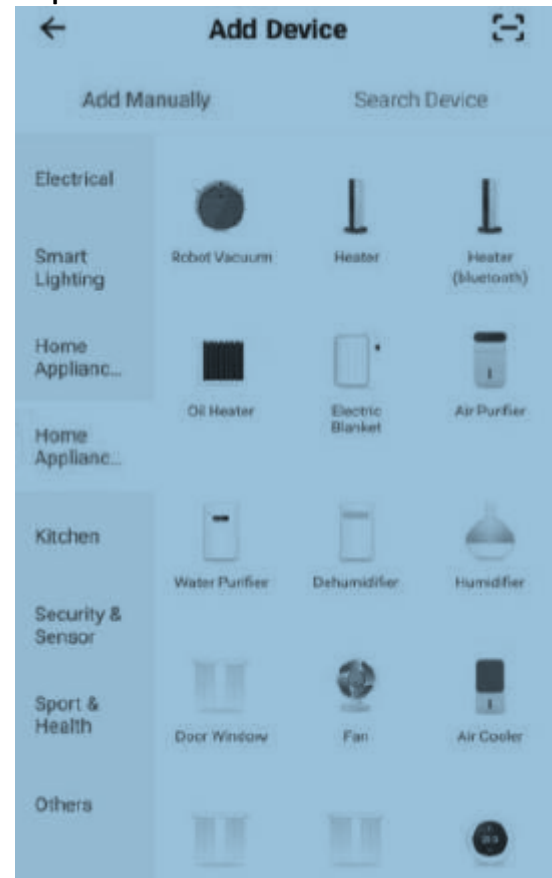 Add Device
Add Manually
Search Device
Electrical
Smart
Lighting
Home
Applianc...
Home
Applianc...
Kitchen
Security &
Sensor
Sport &
Health
Others
Robot Vacuum
Heater
Heater
(bluetooth)
Oil Heater
Electric
Blanket
Air Purifier
Water Purifier
Dehumidifier
Humidifier
Door Window
Fan
Air Cooler